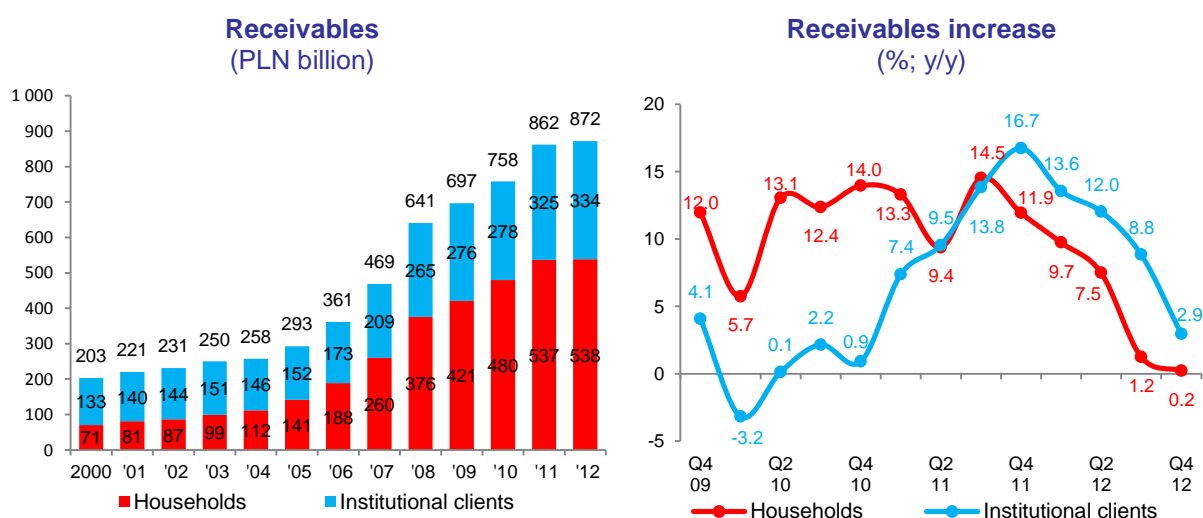 Receivables
(PLN billion)
1 000
900
800
700
600
500
400
300
200
100
0
203 221 231 250 258 293 361 469 641 697 758 862 872
133 140 144 151 146 152 173 209 265 276 278 325 334
71 81 87 99 112 141 188 260 376 421 480 537 538
2000 '01 '02 '03 '04 '05 '06 '07 '08 '09 '10 '11 '12
Households Institutional clients
Receivables increase
(%; y/y)
20
15
10
5
0
-5
12.0 5.7 13.1 12.4 14.0 13.3 9.4 14.5 11.9 9.7 7.5 1.2 0.2
4.1 -3.2 0.1 2.2 0.9 7.4 9.5 13.8 16.7 13.6 12.0 8.8 2.9
Q4 Q2 Q4 Q2 Q4 Q2 Q4
09 10 10 11 11 12 12
Households Institutional clients